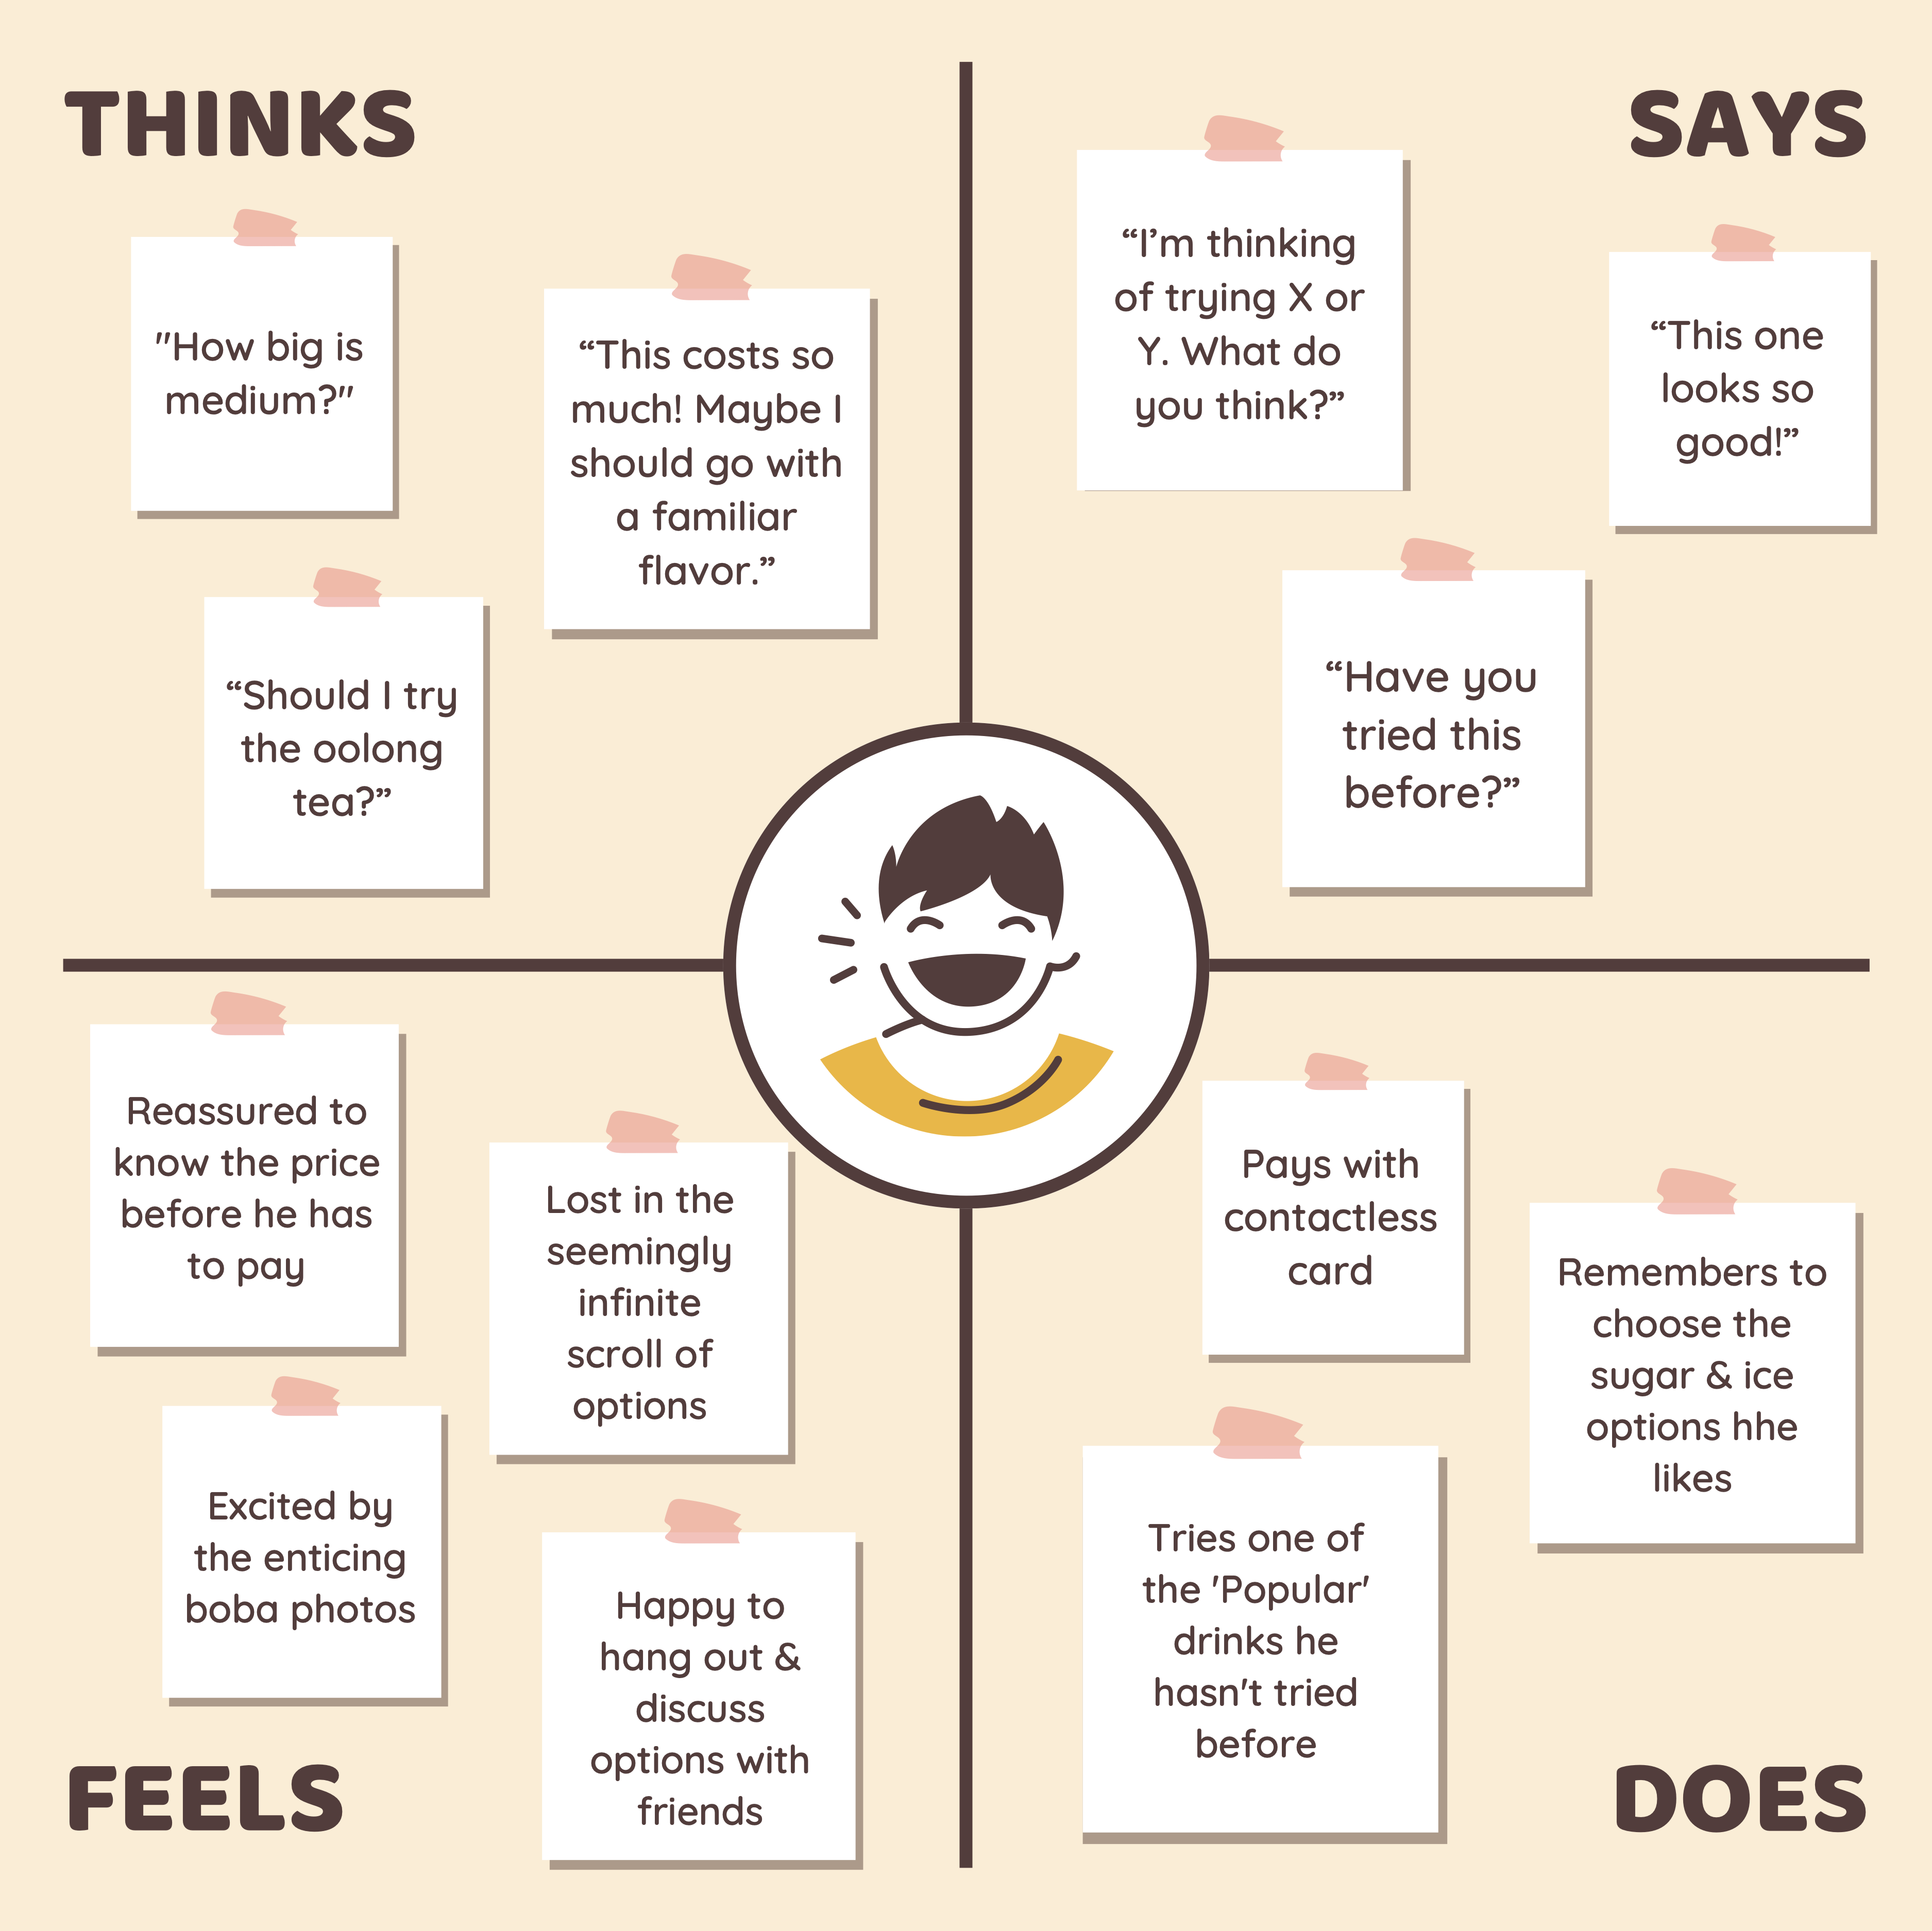 THINKS
"How big is
medium?"
“This costs so
much! Maybe I
should go with
a familiar
flavor.”
“Should I try
the oolong
tea?”
SAYS
“I’m thinking
of trying X or
Y. What do
you think?”
“This one
looks so
good!”
“Have you
tried this
before?”
Reassured to
know the price
before he has
to pay
Lost in the
seemingly
infinite
scroll of
options
Excited by
the enticing
boba photos
Happy to
hang out &
discuss
options with
friends
FEELS
Pays with
contactless
card
Remembers to
choose the
sugar & ice
options hhe
likes
Tries one of
the 'Popular'
drinks he
hasn't tried
before
DOES